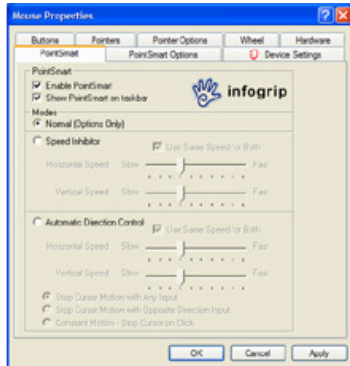 Mouse Properties
Buttons Pointers Pointer Options Wheel Hardware
PointSmart PointSmart Options Device Settings
PointSmart
Enable PointSmart
Show PointSmart on taskbar
infogrip
Modes
Normal (Options Only)
Speed Inhibitor
Use Same Speed for Both
Horizontal Speed Slow Fast
Vertical Speed Slow Fast
Automatic Direction Control
Use Same Speed for Both
Horizontal Speed Slow Fast
Vertical Speed Slow Fast
Stop Cursor Motion with Any Input
Stop Cursor Motion with Opposite Direction Input
Constant Motion - Stop Cursor on Click
OK Cancel Apply